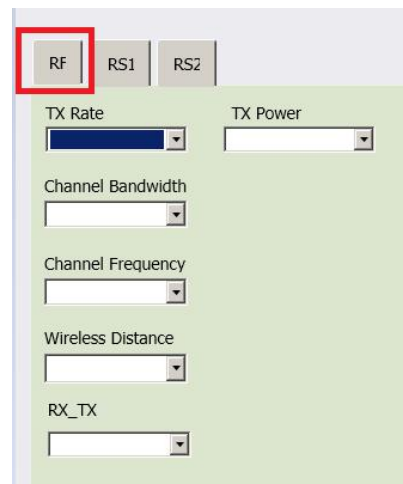 RF RS1 RS2
TX Rate TX Power
Channel Bandwidth
Channel Frequency
Wireless Distance
RX_TX